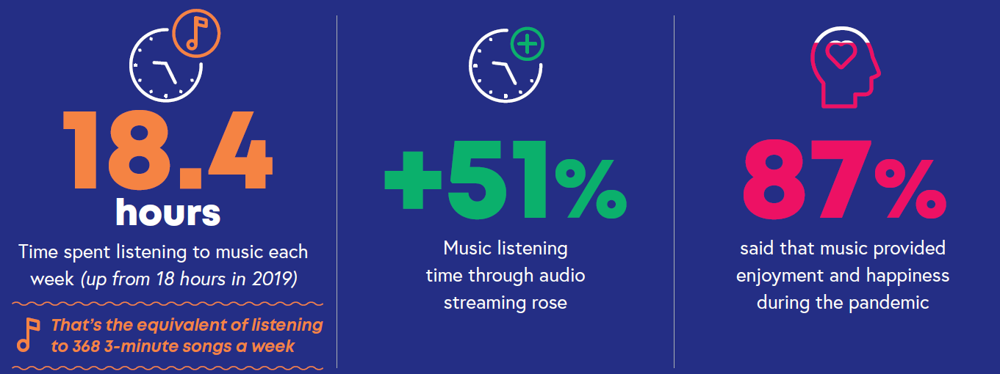 18.4
hours
Time spent listening to music each
week (up from 18 hours in 2019)
That's the equivalent of listening
to 368 3-minute songs a week
+51%
Music listening
time through audio
streaming rose
87%
said that music provided
enjoyment and happiness
during the pandemic